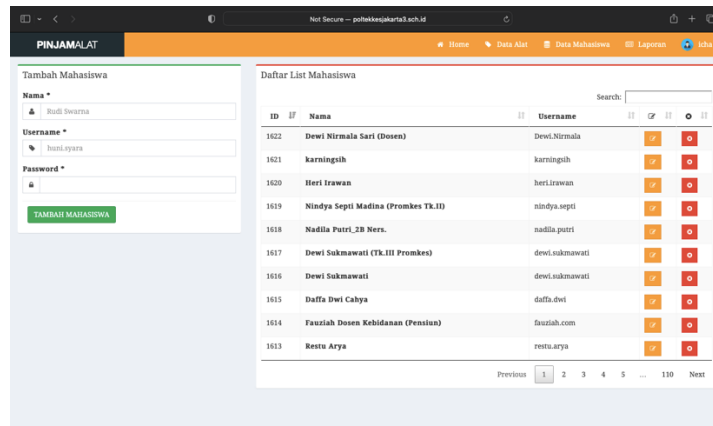 Not Secure — poltekkesjakarta3.sch.id
PINJAMALAT
Home
Data Alat
Data Mahasiswa
Laporan
Icha
Tambah Mahasiswa
Nama *
Rudi Swarna
Username *
hani.syara
Password *
TAMBAH MAHASISWA
Daftar List Mahasiswa
Search:
ID Nama Username
1622 Dewi Nirmala Sari (Dosen) Dewi.Nirmala
1621 karningsih karningsih
1620 Heri Irawan heri.irawan
1619 Nindya Septi Madina (Promkes Tk.II) nindya.septi
1618 Nadila Putri_2B Ners. nadila.putri
1617 Dewi Sukmawati (Tk.III Promkes) dewi.sukmawati
1616 Dewi Sukmawati dewi.sukmawati
1615 Daffa Dwi Cahya daffa.dwi
1614 Fauziah Dosen Kebidanan (Pensiun) fauziah.com
1613 Restu Arya restu.arya
Previous 1 2 3 4 5 ... 110 Next